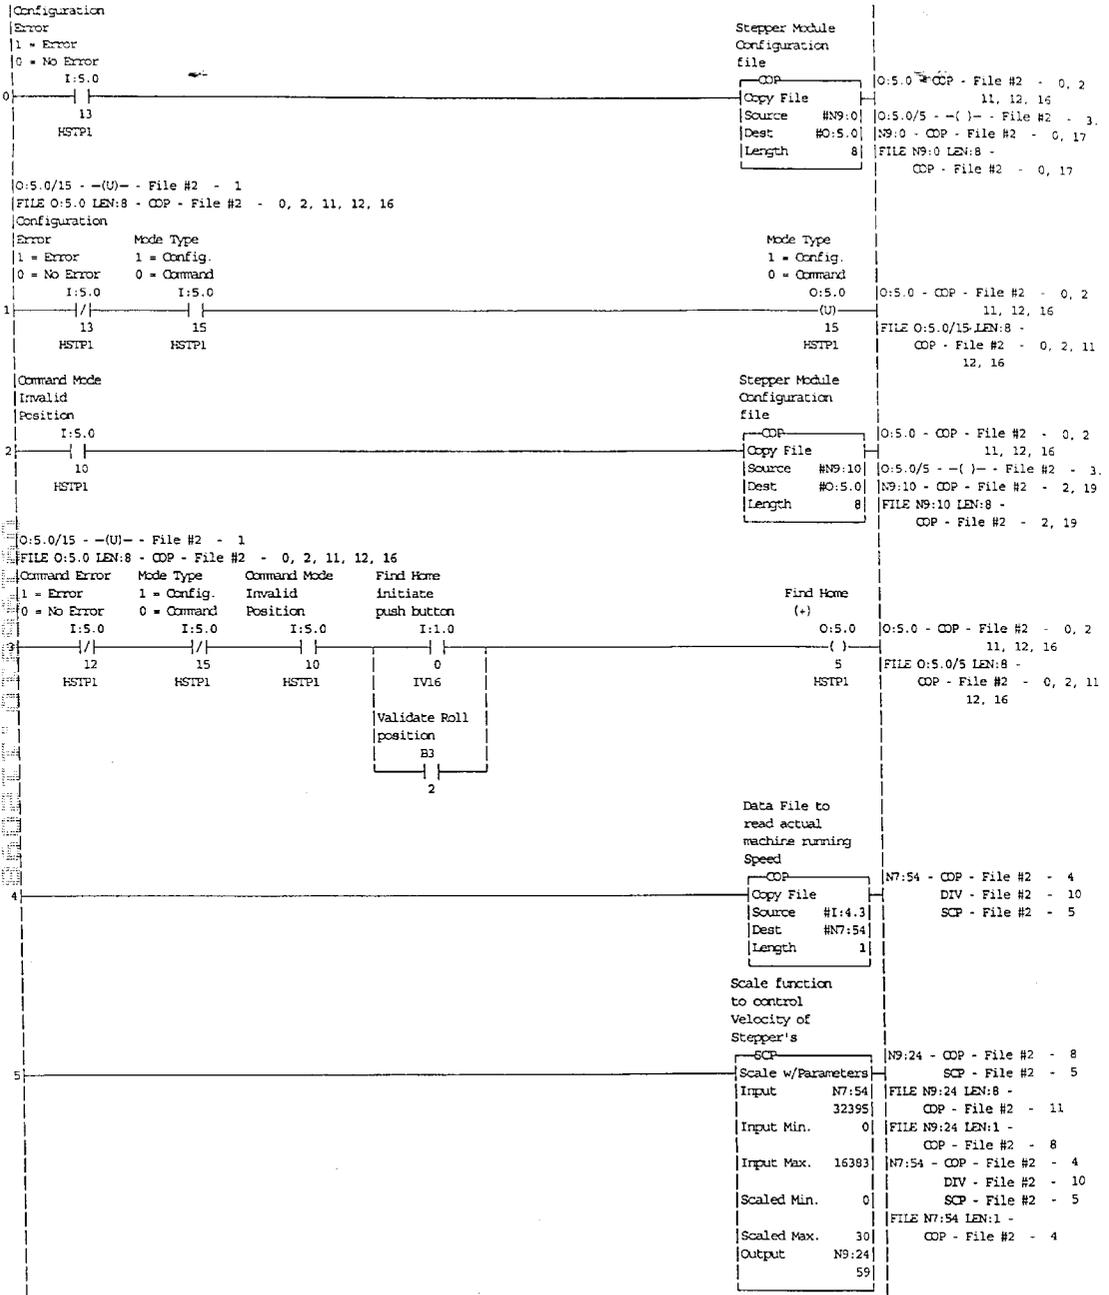 Configuration
Error
1 = Error
0 = No Error
I:5.0
0
13
HSTP1
Stepper Module
Configuration
file
COP
Copy File
Source #N9:0
Dest #O:5.0
Length 8
O:5.0 - COP - File #2 - 0, 2
11, 12, 16
O:5.0/5 - -( )- - File #2 - 3.
N9:0 - COP - File #2 - 0, 17
FILE N9:0 LEN:8 -
COP - File #2 - 0, 17
O:5.0/15 - -(U)- - File #2 - 1
FILE O:5.0 LEN:8 - COP - File #2 - 0, 2, 11, 12, 16
Configuration
Error Mode Type Mode Type
1 = Error 1 = Config. 1 = Config.
0 = No Error 0 = Command 0 = Command
I:5.0 I:5.0 O:5.0
1 (U)
13 15 15
HSTP1 HSTP1 HSTP1
O:5.0 - COP - File #2 - 0, 2
11, 12, 16
FILE O:5.0/15 LEN:8 -
COP - File #2 - 0, 2, 11
12, 16
Command Mode
Invalid
Position
I:5.0
2
10
HSTP1
Stepper Module
Configuration
file
COP
Copy File
Source #N9:10
Dest #O:5.0
Length 8
O:5.0 - COP - File #2 - 0, 2
11, 12, 16
O:5.0/5 - -( )- - File #2 - 3.
N9:10 - COP - File #2 - 2, 19
FILE N9:10 LEN:8 -
COP - File #2 - 2, 19
O:5.0/15 - -(U)- - File #2 - 1
FILE O:5.0 LEN:8 - COP - File #2 - 0, 2, 11, 12, 16
Command Error Mode Type Command Mode Find Home
1 = Error 1 = Config. Invalid initiate Find Home
0 = No Error 0 = Command Position push button (+)
I:5.0 I:5.0 I:5.0 I:1.0 O:5.0
3 ( )
12 15 10 0 5
HSTP1 HSTP1 HSTP1 IV16 HSTP1
O:5.0 - COP - File #2 - 0, 2
11, 12, 16
FILE O:5.0/5 LEN:8 -
COP - File #2 - 0, 2, 11
12, 16
Validate Roll
position
B3
2
Data File to
read actual
machine running
Speed
COP
4
Copy File
Source #I:4.3
Dest #N7:54
Length 1
N7:54 - COP - File #2 - 4
DIV - File #2 - 10
SCP - File #2 - 5
Scale function
to control
Velocity of
Stepper's
SCP
5
Scale w/Parameters
Input N7:54
32395
Input Min. 0
Input Max. 16383
Scaled Min. 0
Scaled Max. 30
Output N9:24
59
N9:24 - COP - File #2 - 8
SCP - File #2 - 5
FILE N9:24 LEN:8 -
COP - File #2 - 11
FILE N9:24 LEN:1 -
COP - File #2 - 8
N7:54 - COP - File #2 - 4
DIV - File #2 - 10
SCP - File #2 - 5
FILE N7:54 LEN:1 -
COP - File #2 - 4